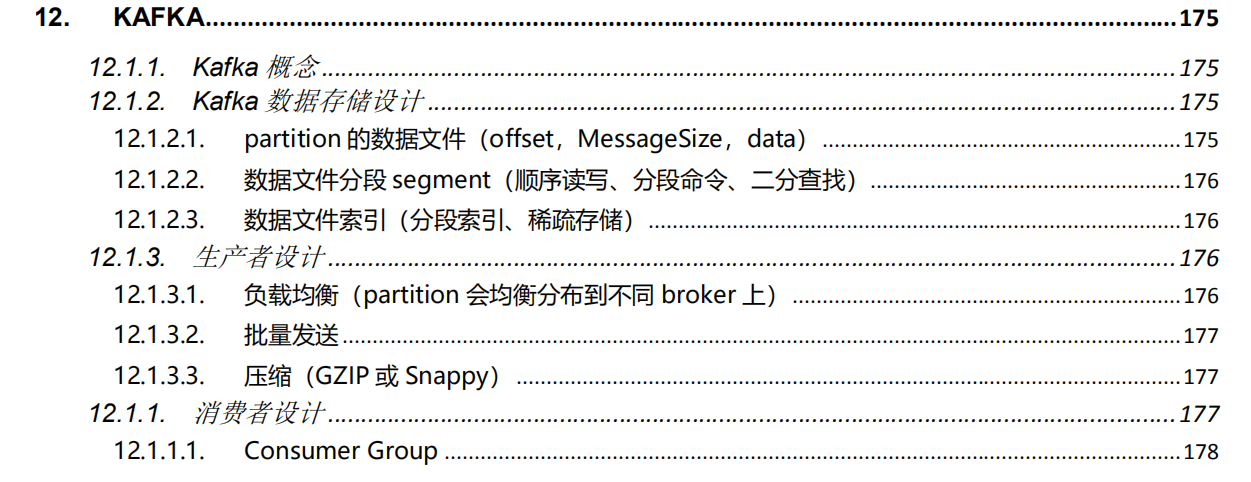 12. KAFKA......................................................................................................................................175
12.1.1. Kafka 概念......................................................................................................................175
12.1.2. Kafka 数据存储设计......................................................................................................175
12.1.2.1. partition 的数据文件（offset，MessageSize，data）......................................................175
12.1.2.2. 数据文件分段 segment（顺序读写、分段命令、二分查找）......................................................176
12.1.2.3. 数据文件索引（分段索引、稀疏存储）......................................................176
12.1.3. 生产者设计......................................................................................................................176
12.1.3.1. 负载均衡（partition 会均衡分布到不同 broker 上）......................................................176
12.1.3.2. 批量发送......................................................................................................................177
12.1.3.3. 压缩（GZIP 或 Snappy）......................................................................................................177
12.1.1. 消费者设计......................................................................................................................177
12.1.1.1. Consumer Group......................................................................................................178